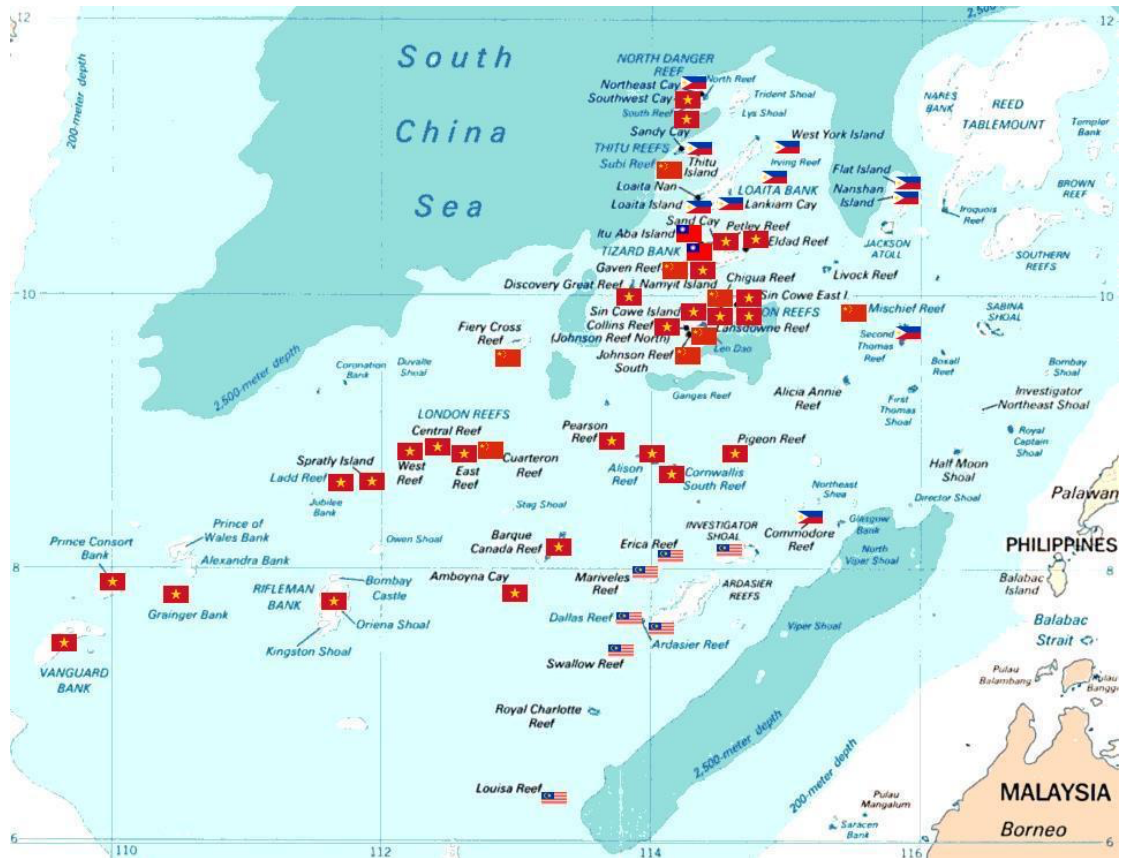 12
12
2,500-
South
China
Sea
200-meter depth
NORTH DANGER
REEF
North Reef
Northeast Cay
Southwest Cay
South Reef
Trident Shoal
Lys Shoal
NARES
BANK
REED
TABLEMOUNT
Templer
Bank
Sandy Cay
THITU REEFS
Subi Reef
Thitu
Island
West York Island
Irving Reef
Flat Island
Nanshan
Island
BROWN
REEF
Loaita Nan
LOAITA BANK
Loaita Island
Lankiam Cay
Iroquois
Reef
Sand Cay
Petley Reef
Itu Aba Island
Eldad Reef
TIZARD BANK
JACKSON
ATOLL
SOUTHERN
REEFS
Gaven Reef
Chigua Reef
Livock Reef
Discovery Great Reef
Namyit Island
10
10
Sin Cowe East I.
Sin Cowe Island
ON REEFS
Mischief Reef
SABINA
SHOAL
Collins Reef
(Johnson Reef North)
Lansdowne Reef
Len Dao
Fiery Cross
Reef
Johnson Reef
South
Second
Thomas
Reef
Boxall Reef
Bombay
Shoal
2,500-meter depth
Coronation Bank
Duvalle
Shoal
Ganges Reef
Alicia Annie
Reef
First
Thomas
Shoal
Investigator
Northeast Shoal
LONDON REEFS
Central Reef
Pearson
Reef
Pigeon Reef
Royal
Captain
Shoal
West
Reef
East
Reef
Cuarteron
Reef
Alison
Reef
Cornwallis
South Reef
Half Moon
Shoal
Spratly Island
Ladd Reef
Jubilee
Bank
Stag Shoal
Northeast
Shea
Director Shoal
Palawan
Prince of
Wales Bank
Owen Shoal
Barque
Canada Reef
INVESTIGATOR
SHOAL
Commodore
Reef
Glasgow
Bank
North
Viper Shoal
PHILIPPINES
Prince Consort
Bank
Alexandra Bank
Erica Reef
8
8
Mariveles
Reef
ARDASIER
REEFS
Balabac
Island
RIFLEMAN
BANK
Bombay
Castle
Amboyna Cay
Grainger Bank
Oriena Shoal
Dallas Reef
Ardasier Reef
Viper Shoal
Balabac
Strait
Kingston Shoal
Swallow Reef
VANGUARD
BANK
Pulau
Balambang
Pulau
Bangg
Royal Charlotte
Reef
2,500-meter depth
200-meter depth
Louisa Reef
Pulau
Mangalum
MALAYSIA
Saracen
Bank
Borneo
6
6
110
112
114
116